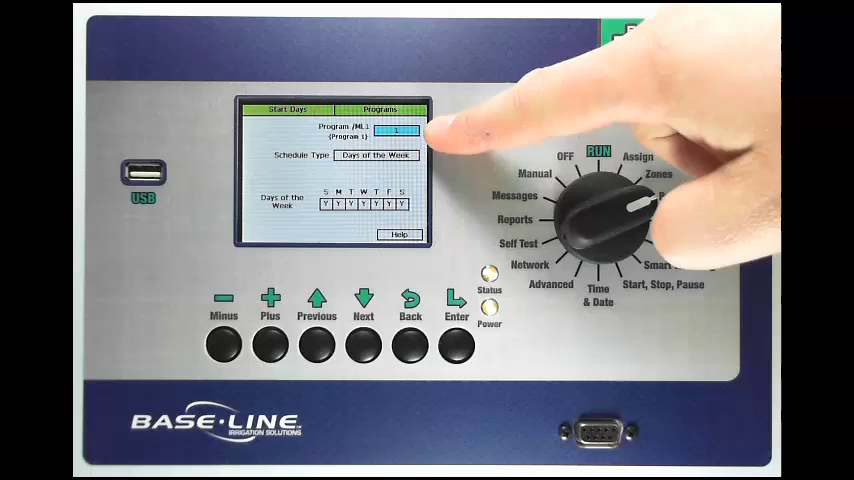 Start Days Programs
Program /ML1 1
(Program 1)
Schedule Type Days of the Week
Days of the Week
S M T W T F S
Y Y Y Y Y Y Y
Help
USB
OFF
RUN
Assign
Manual
Zones
Messages
Reports
Self Test
Network
Advanced
Time & Date
Start, Stop, Pause
Status
Power
Minus
Plus
Previous
Next
Back
Enter
BASE·LINE
IRRIGATION SOLUTIONS